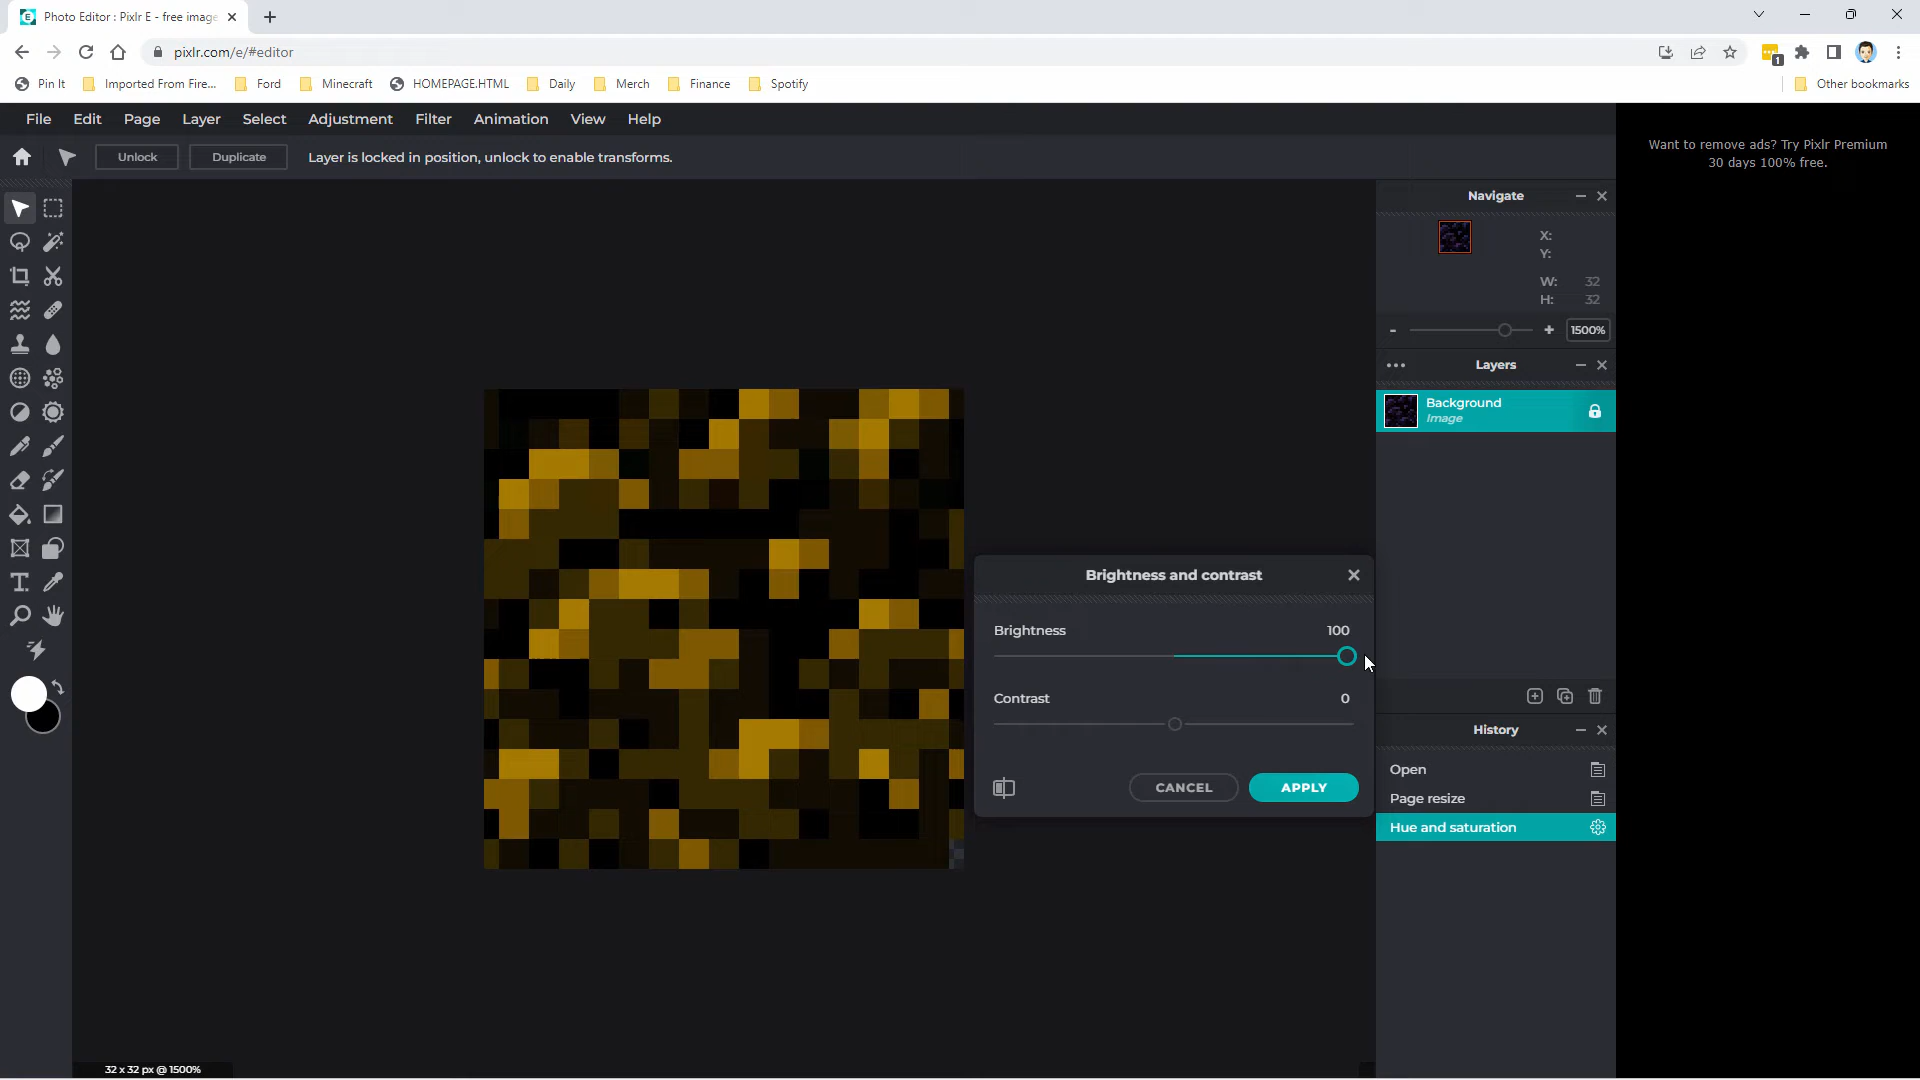 Photo Editor : Pixlr E - free image
pixlr.com/e/#editor
1
Pin It
Imported From Fire...
Ford
Minecraft
HOMEPAGE.HTML
Daily
Merch
Finance
Spotify
Other bookmarks
File
Edit
Page
Layer
Select
Adjustment
Filter
Animation
View
Help
Unlock
Duplicate
Layer is locked in position, unlock to enable transforms.
Want to remove ads? Try Pixlr Premium
30 days 100% free.
Navigate
X:
Y:
W: 32
H: 32
1500%
Layers
Background
Image
Brightness and contrast
Brightness 100
Contrast 0
CANCEL
APPLY
History
Open
Page resize
Hue and saturation
32 x 32 px @ 1500%